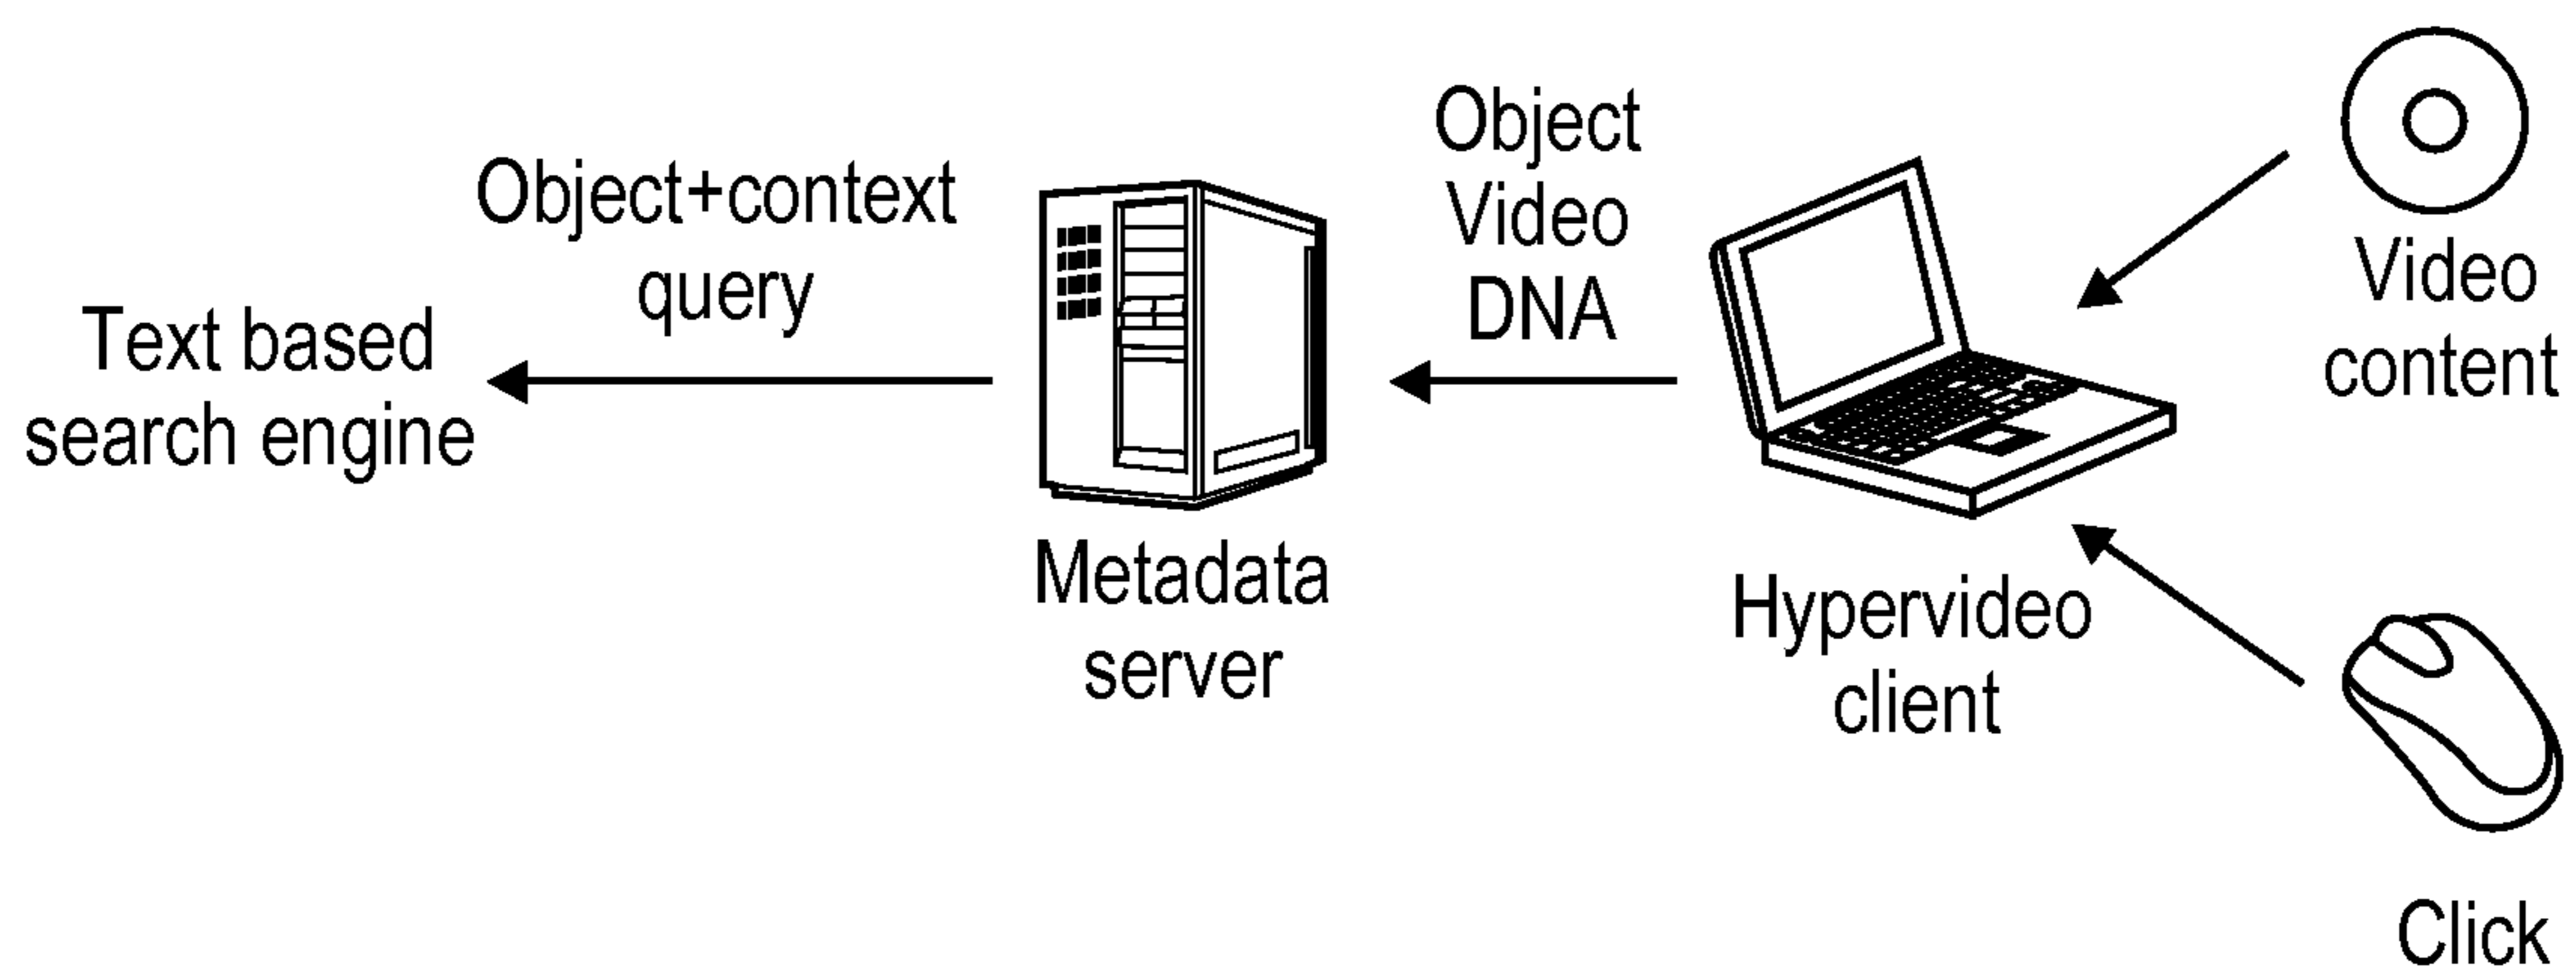 Text based
search engine
Object+context
query
Metadata
server
Object
Video
DNA
Hypervideo
client
Video
content
Click